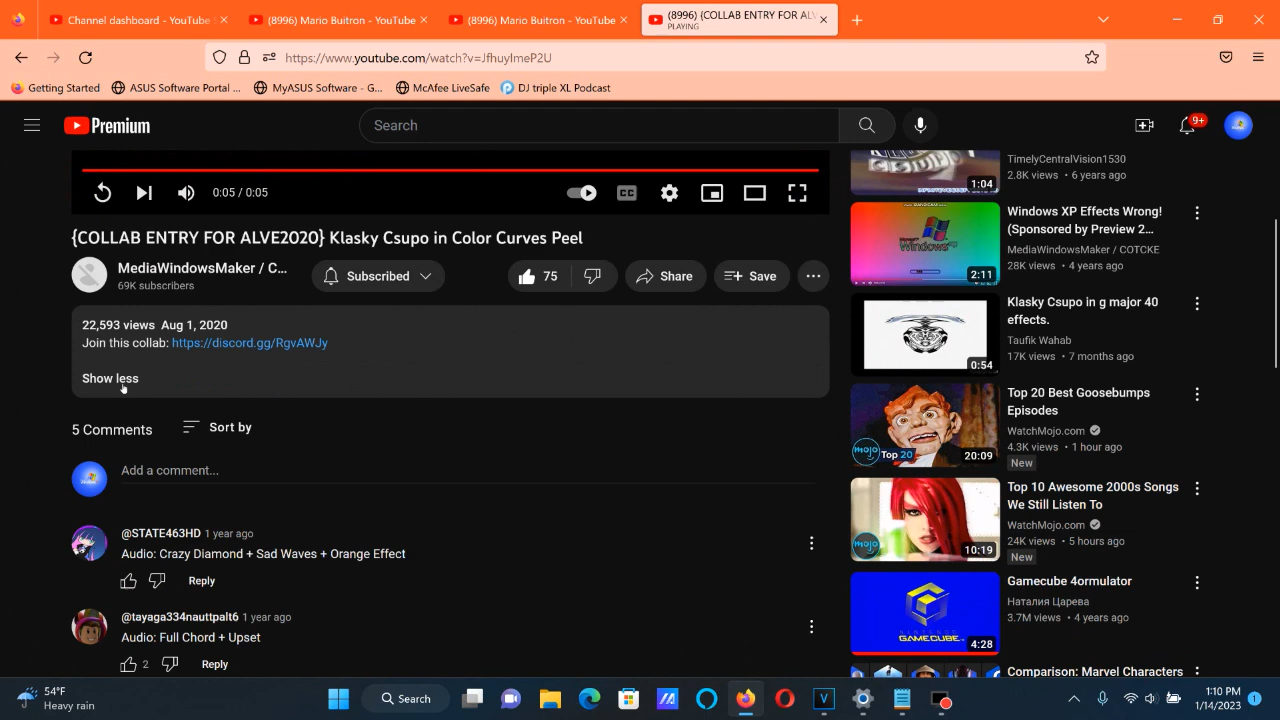 Channel dashboard - YouTube
(8996) Mario Buitron - YouTube
(8996) Mario Buitron - YouTube
(8996) {COLLAB ENTRY FOR ALV
PLAYING
https://www.youtube.com/watch?v=JfhuylmeP2U
Getting Started
ASUS Software Portal ...
MyASUS Software - G...
McAfee LiveSafe
DJ triple XL Podcast
Premium
Search
9+
0:05 / 0:05
CC
{COLLAB ENTRY FOR ALVE2020} Klasky Csupo in Color Curves Peel
MediaWindowsMaker / C...
69K subscribers
Subscribed
75
Share
Save
22,593 views Aug 1, 2020
Join this collab: https://discord.gg/RgvAWJy
Show less
5 Comments
Sort by
Add a comment...
@STATE463HD 1 year ago
Audio: Crazy Diamond + Sad Waves + Orange Effect
Reply
@tayaga334nauttpalt6 1 year ago
Audio: Full Chord + Upset
2
Reply
1:04
TimelyCentralVision1530
2.8K views • 6 years ago
Windows
2:11
Windows XP Effects Wrong!
(Sponsored by Preview 2...
MediaWindowsMaker / COTCKE
28K views • 4 years ago
0:54
Klasky Csupo in g major 40
effects.
Taufik Wahab
17K views • 7 months ago
mojo
Top 20
20:09
Top 20 Best Goosebumps
Episodes
WatchMojo.com
4.3K views • 1 hour ago
New
mojo
10:19
Top 10 Awesome 2000s Songs
We Still Listen To
WatchMojo.com
24K views • 5 hours ago
New
NINTENDO
GAMECUBE
4:28
Gamecube 4ormulator
Наталия Царева
3.7M views • 4 years ago
Comparison: Marvel Characters
54°F
Heavy rain
Search
1:10 PM
1/14/2023
1